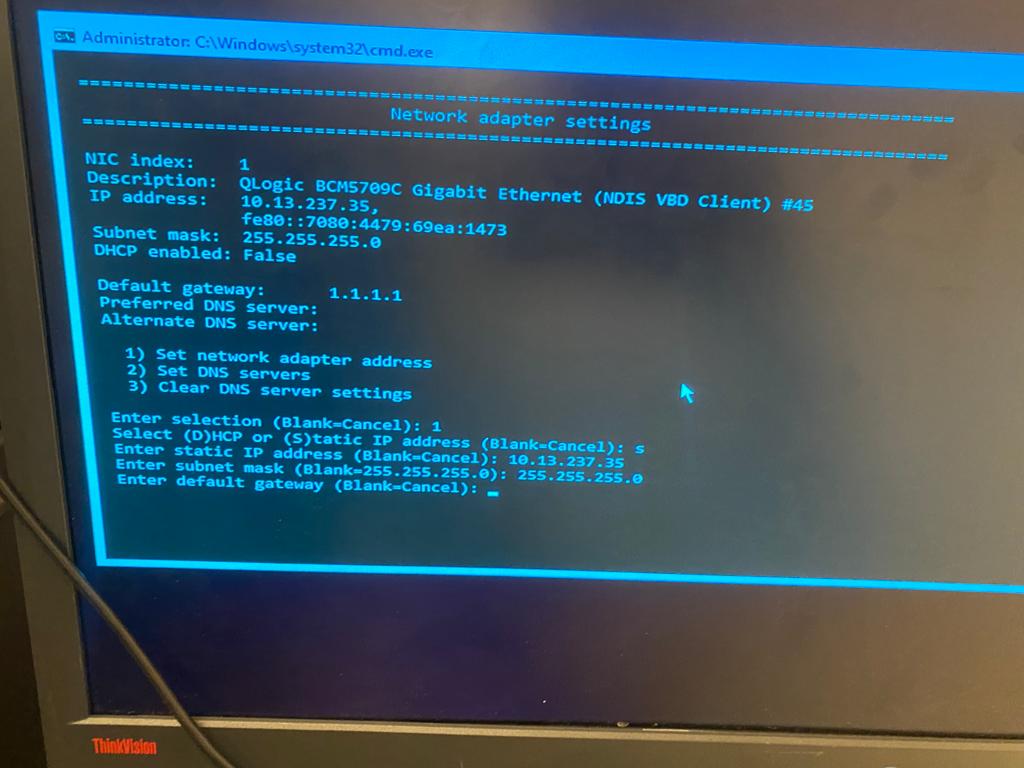 Administrator: C:\Windows\system32\cmd.exe
================================================================================
Network adapter settings
================================================================================
NIC index: 1
Description: QLogic BCM5709C Gigabit Ethernet (NDIS VBD Client) #45
IP address: 10.13.237.35,
fe80::7080:4479:69ea:1473
Subnet mask: 255.255.255.0
DHCP enabled: False
Default gateway: 1.1.1.1
Preferred DNS server:
Alternate DNS server:
1) Set network adapter address
2) Set DNS servers
3) Clear DNS server settings
Enter selection (Blank=Cancel): 1
Select (D)HCP or (S)tatic IP address (Blank=Cancel): s
Enter static IP address (Blank=Cancel): 10.13.237.35
Enter subnet mask (Blank=255.255.255.0): 255.255.255.0
Enter default gateway (Blank=Cancel): _
ThinkVision